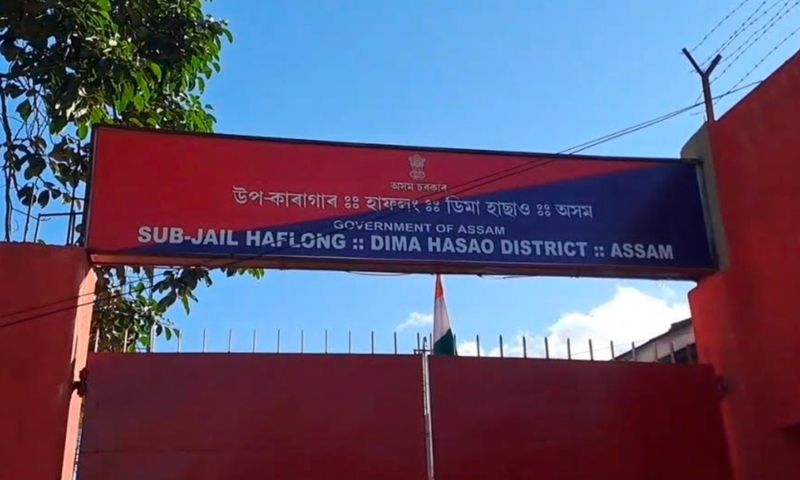 অসম চৰকাৰ
উপ-কাৰাগাৰ ঃঃ হাফলং ঃঃ ডিমা হাছাও ঃঃ অসম
GOVERNMENT OF ASSAM
SUB-JAIL HAFLONG :: DIMA HASAO DISTRICT :: ASSAM